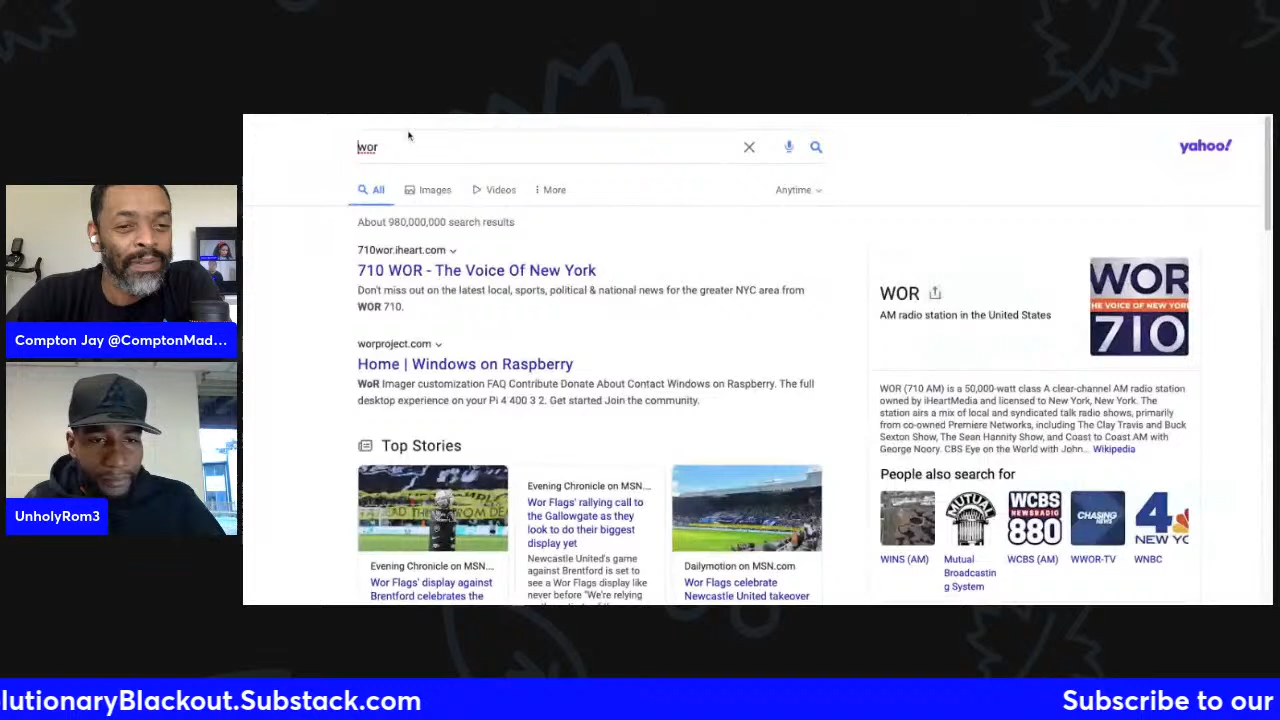 wor
yahoo!
All
Images
Videos
More
Anytime
About 980,000,000 search results
710wor.iheart.com
710 WOR - The Voice Of New York
Don't miss out on the latest local, sports, political & national news for the greater NYC area from
WOR 710.
worproject.com
Home | Windows on Raspberry
WoR Imager customization FAQ Contribute Donate About Contact Windows on Raspberry. The full
desktop experience on your Pi 4 400 3 2. Get started Join the community.
Top Stories
Evening Chronicle on MSN....
Wor Flags' display against
Brentford celebrates the
Evening Chronicle on MSN....
Wor Flags' rallying call to
the Gallowgate as they
look to do their biggest
display yet
Newcastle United's game
against Brentford is set to
see a Wor Flags display like
never before "We're relying
Dailymotion on MSN.com
Wor Flags celebrate
Newcastle United takeover
WOR
AM radio station in the United States
WOR
THE VOICE OF NEW YOR
710
WOR (710 AM) is a 50,000-watt class A clear-channel AM radio station
owned by iHeartMedia and licensed to New York, New York. The
station airs a mix of local and syndicated talk radio shows, primarily
from co-owned Premiere Networks, including The Clay Travis and Buck
Sexton Show, The Sean Hannity Show, and Coast to Coast AM with
George Noory. CBS Eye on the World with John... Wikipedia
People also search for
MUTUAL
WCBS
NEWSRADIO
880
CHASING
NEWS
4
NEW YO
WINS (AM)
Mutual
Broadcastin
g System
WCBS (AM)
WWOR-TV
WNBC
Compton Jay @ComptonMad...
UnholyRom3
lutionaryBlackout.Substack.com
Subscribe to our